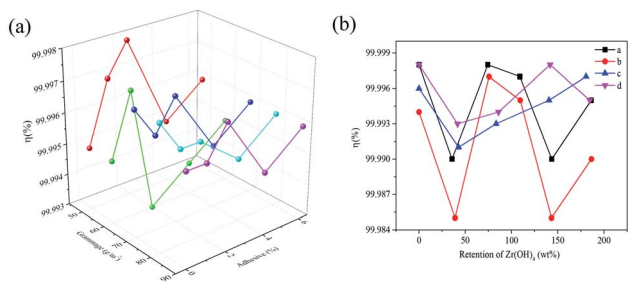 (a)
99.998
99.997
99.996
99.995
99.994
99.993
η(%)
50
60
70
80
90
Grammage (g·m⁻²)
0
2
4
6
Adhesive (%)
(b)
99.999
99.996
99.993
99.990
99.987
99.984
η(%)
a
b
c
d
0
50
100
150
200
Retention of Zr(OH)₄ (wt%)